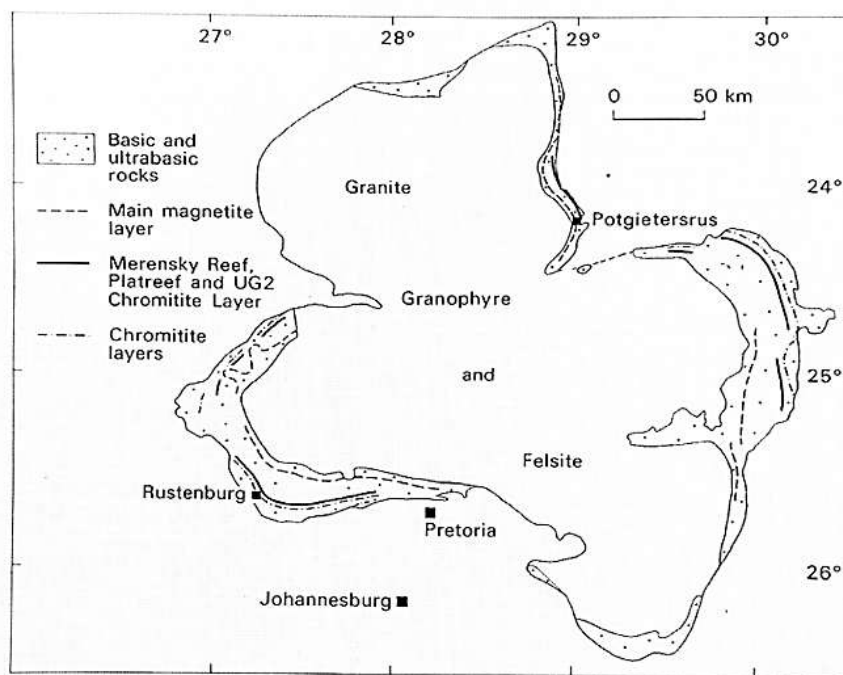 27°
28°
29°
30°
0
50 km
Basic and
ultrabasic
rocks
Main magnetite
layer
Merensky Reef,
Platreef and UG2
Chromitite Layer
Chromitite
layers
Granite
24°
Potgietersrus
Granophyre
and
25°
Felsite
Rustenburg
Pretoria
26°
Johannesburg